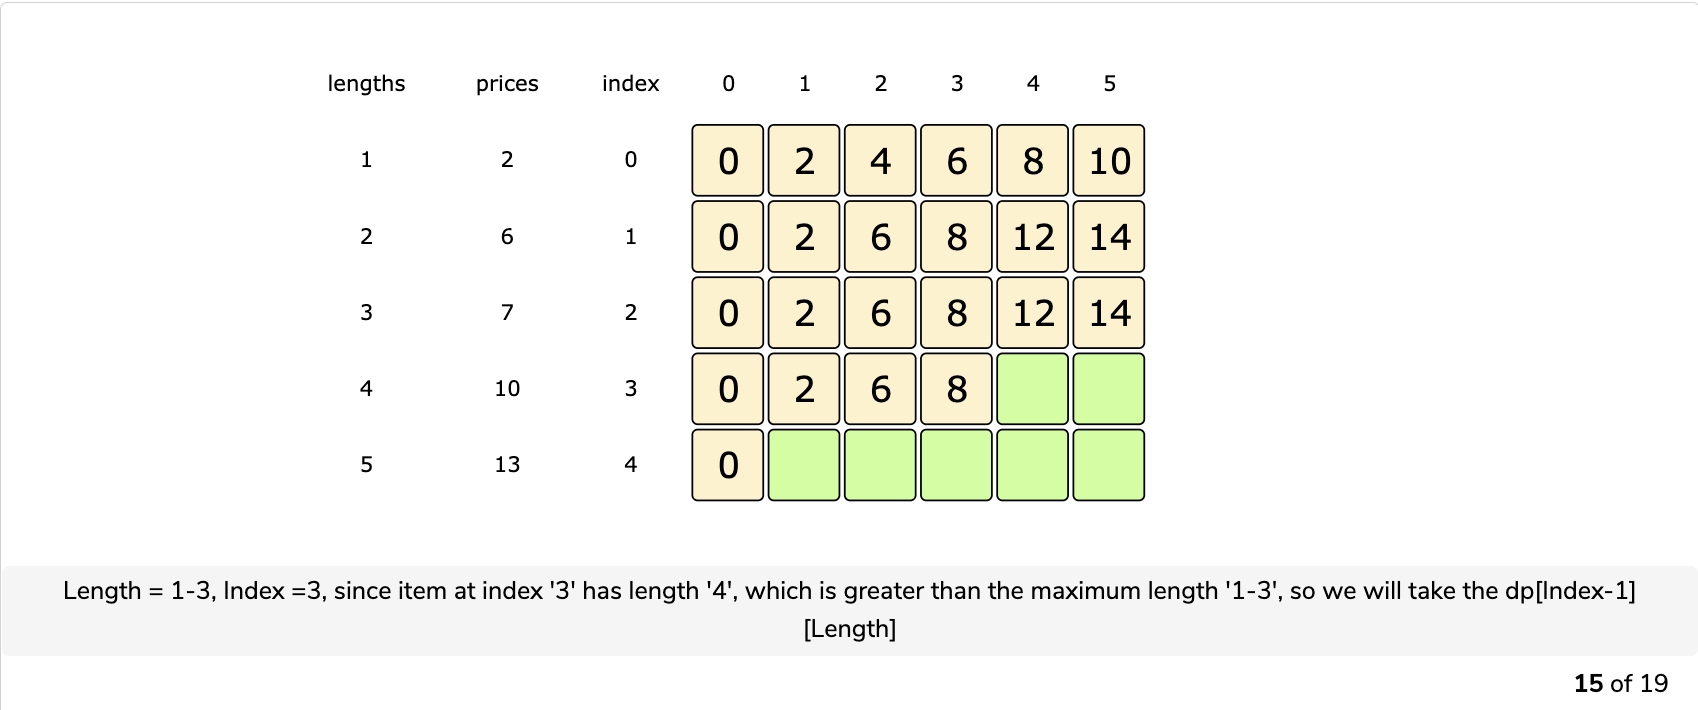 lengths prices index 0 1 2 3 4 5
1 2 0 0 2 4 6 8 10
2 6 1 0 2 6 8 12 14
3 7 2 0 2 6 8 12 14
4 10 3 0 2 6 8
5 13 4 0
Length = 1-3, Index =3, since item at index '3' has length '4', which is greater than the maximum length '1-3', so we will take the dp[Index-1]
[Length]
15 of 19